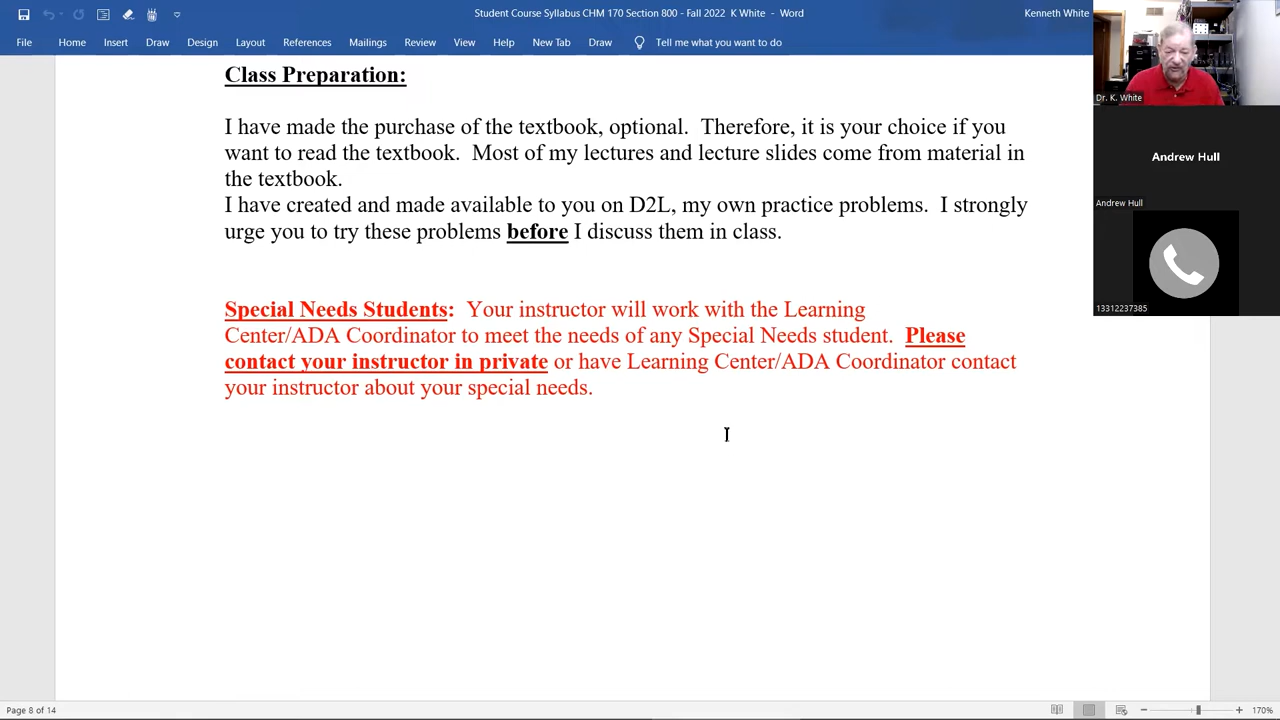 Student Course Syllabus CHM 170 Section 800 - Fall 2022  K White - Word
Kenneth White
File Home Insert Draw Design Layout References Mailings Review View Help New Tab Draw Tell me what you want to do
Class Preparation:
I have made the purchase of the textbook, optional.  Therefore, it is your choice if you
want to read the textbook.  Most of my lectures and lecture slides come from material in
the textbook.
I have created and made available to you on D2L, my own practice problems.  I strongly
urge you to try these problems before I discuss them in class.
Special Needs Students:  Your instructor will work with the Learning
Center/ADA Coordinator to meet the needs of any Special Needs student.  Please
contact your instructor in private or have Learning Center/ADA Coordinator contact
your instructor about your special needs.
Dr. K. White
Andrew Hull
Andrew Hull
13312237385
Page 8 of 14
170%